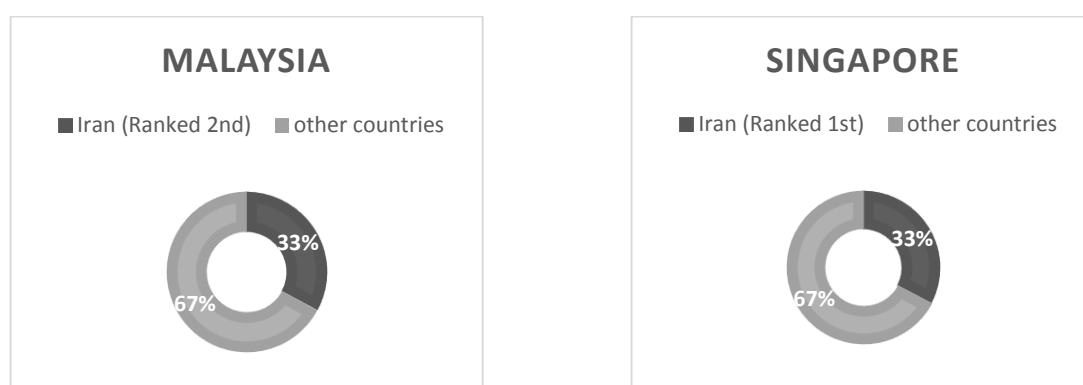 MALAYSIA
Iran (Ranked 2nd) other countries
33%
67%
SINGAPORE
Iran (Ranked 1st) other countries
33%
67%